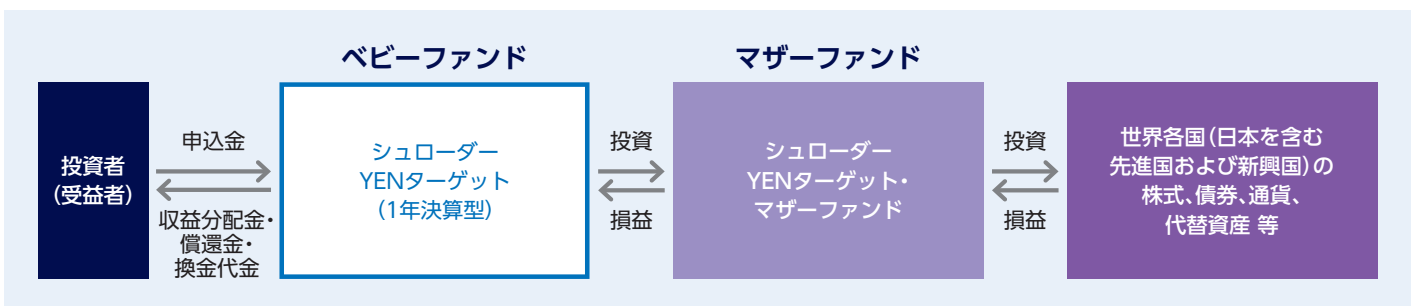 ベビーファンド
マザーファンド
投資者
(受益者)
申込金
収益分配金・
償還金・
換金代金
シュローダー
YENターゲット
(1年決算型)
投資
損益
シュローダー
YENターゲット・
マザーファンド
投資
損益
世界各国(日本を含む
先進国および新興国)の
株式、債券、通貨、
代替資産 等